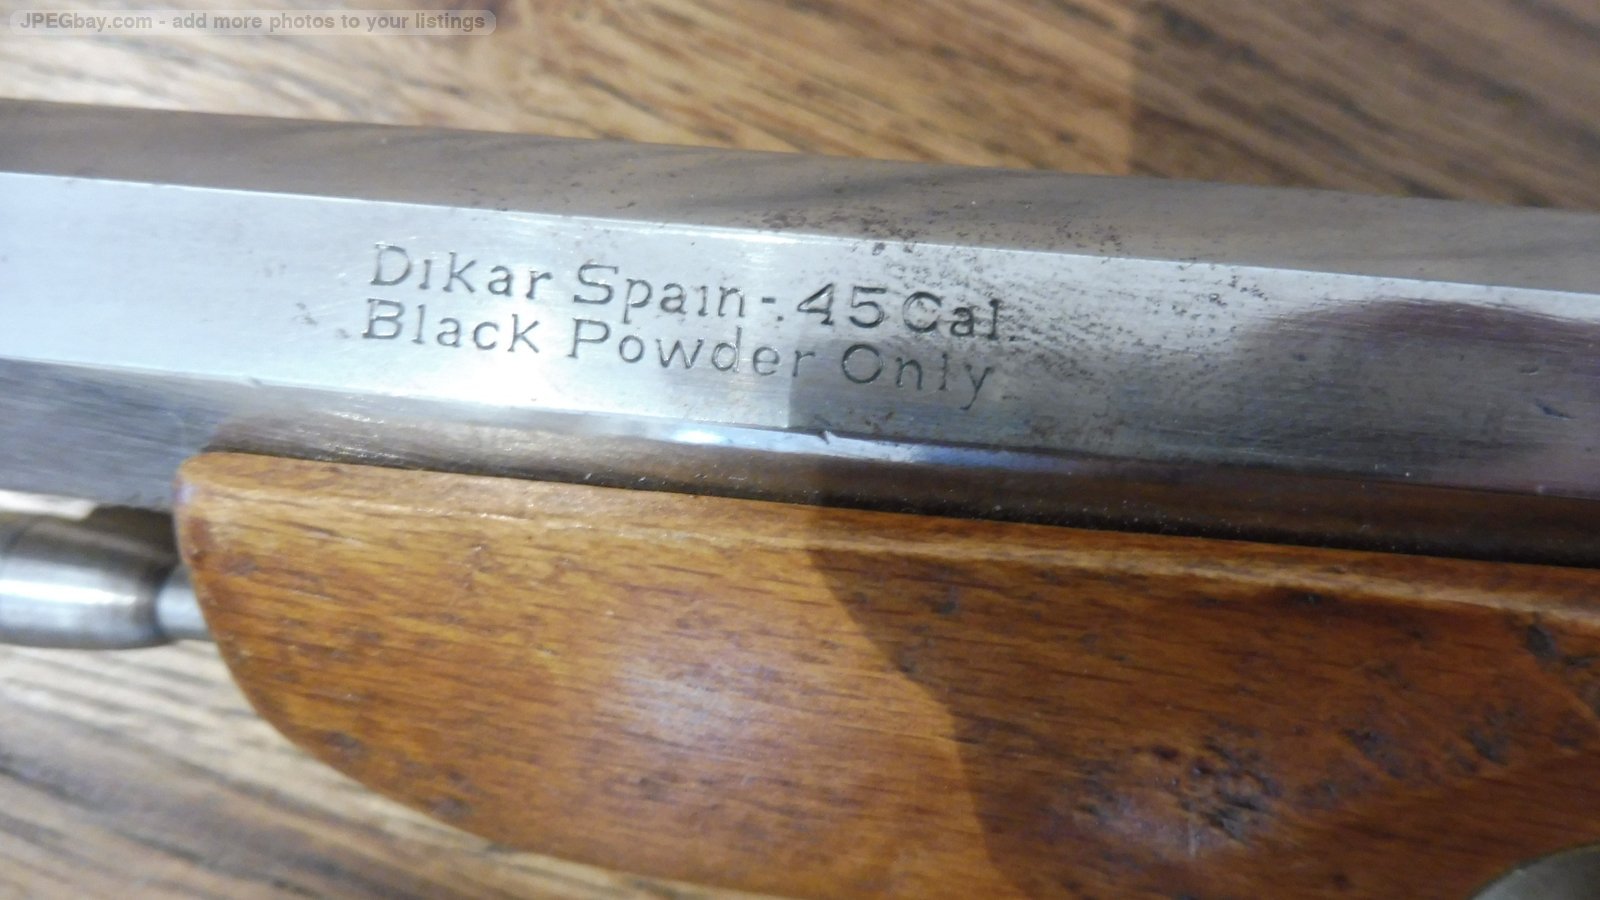 JPEGbay.com - add more photos to your listings
Dikar Spain-.45 Cal.
Black Powder Only